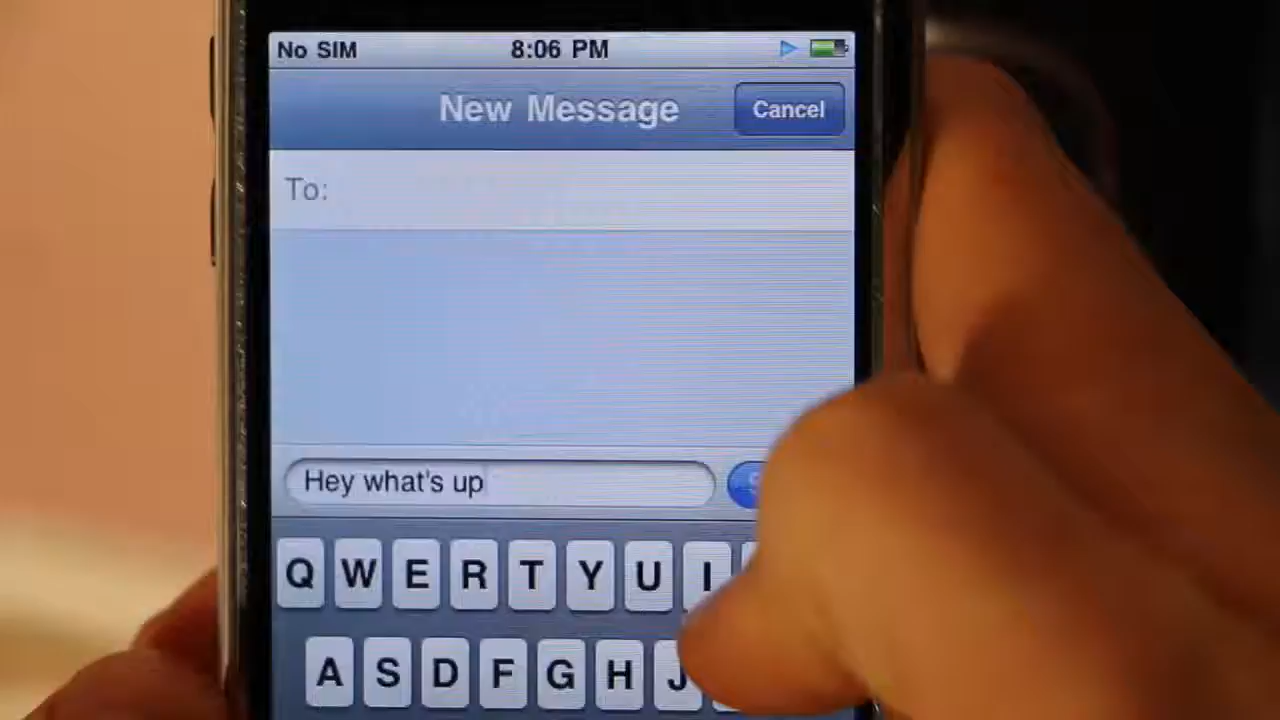 No SIM 8:06 PM
New Message Cancel
To:
Hey what's up
Q W E R T Y U I
A S D F G H J